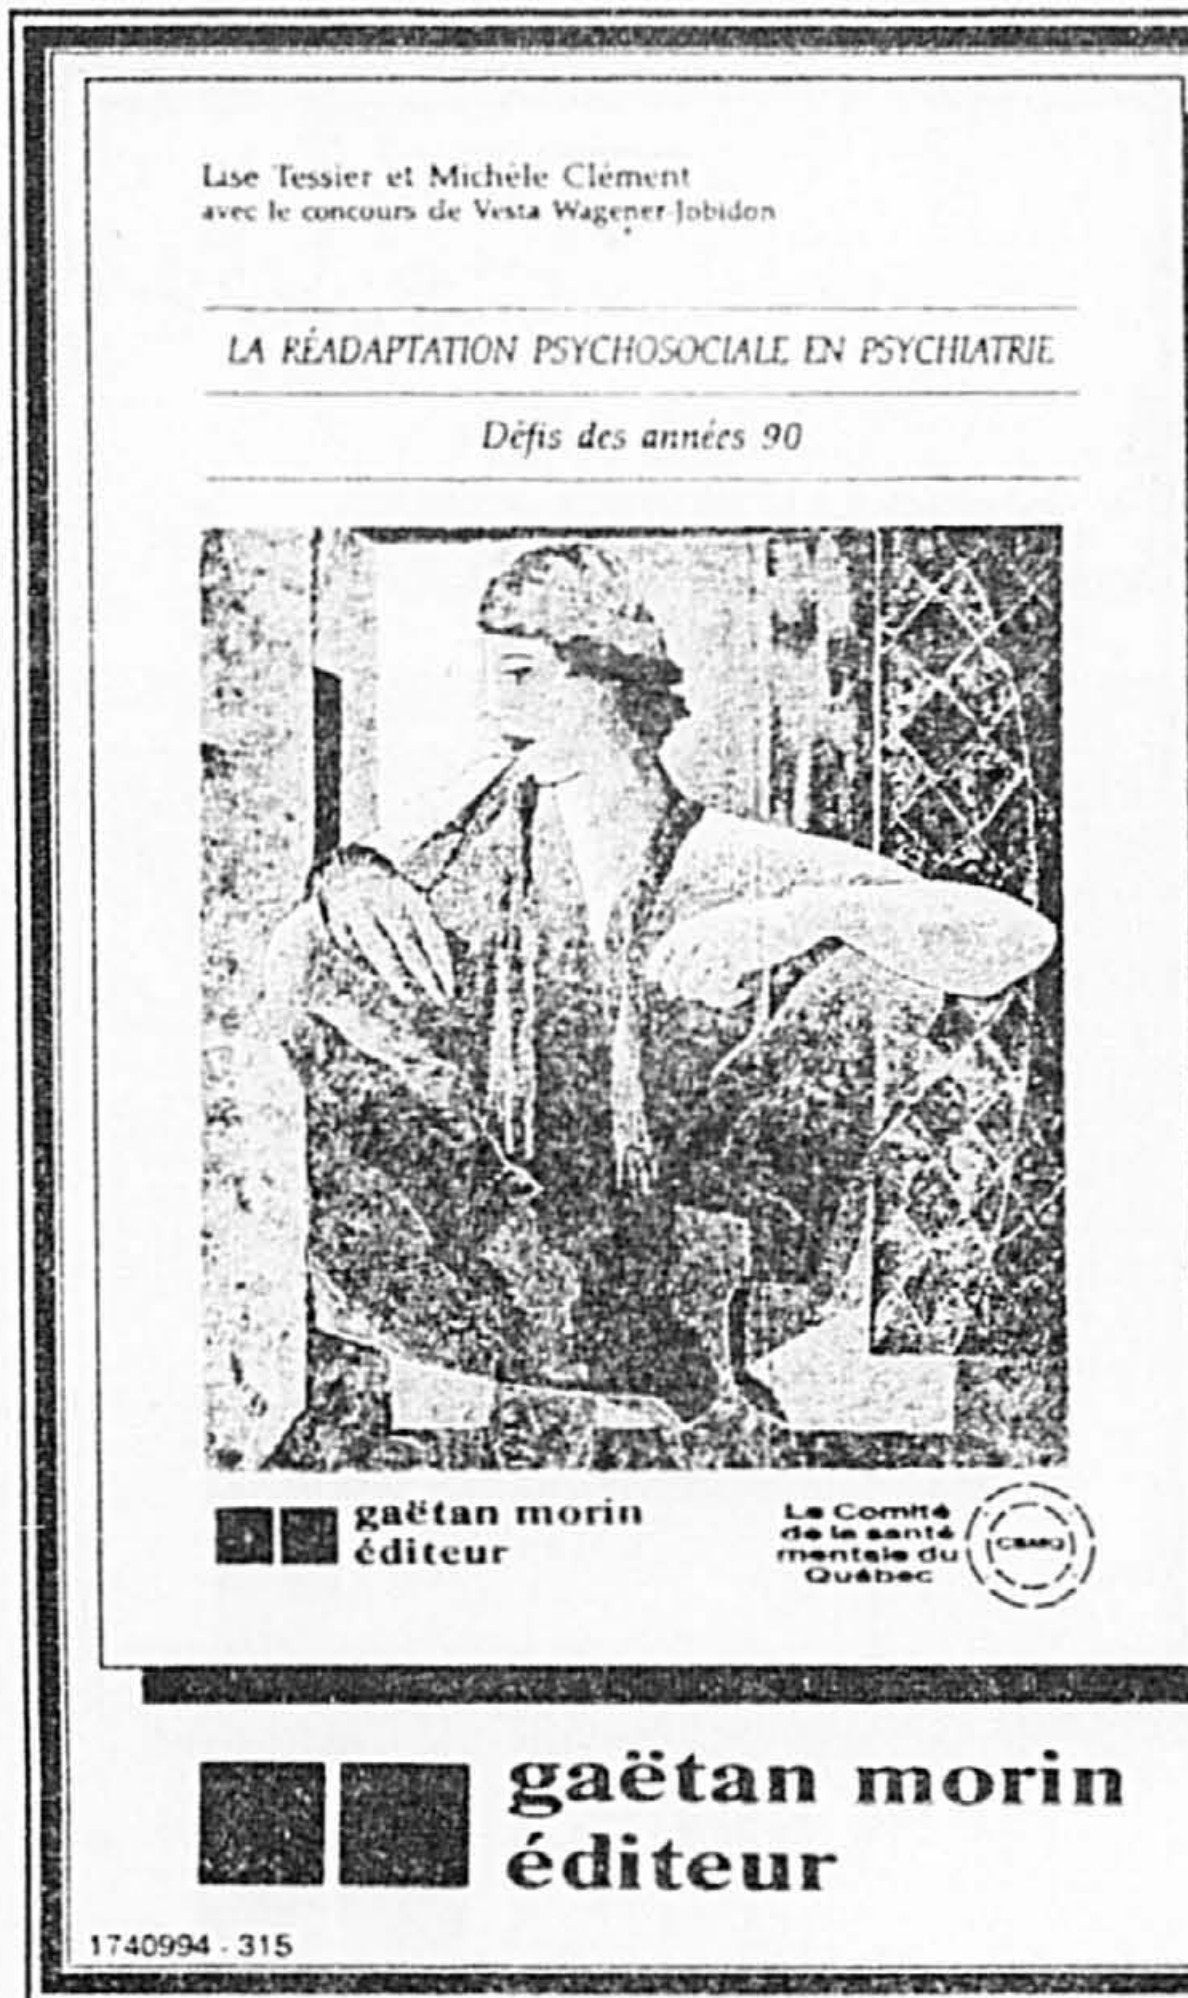 Lise Tessier et Michèle Clément
avec le concours de Vesta Wagener-Jobidon
LA RÉADAPTATION PSYCHOSOCIALE EN PSYCHIATRIE
Défis des années 90
gaëtan morin
éditeur
Le Comité
de la santé
mentale du
Québec
CSMQ
gaëtan morin
éditeur
1740994 - 315